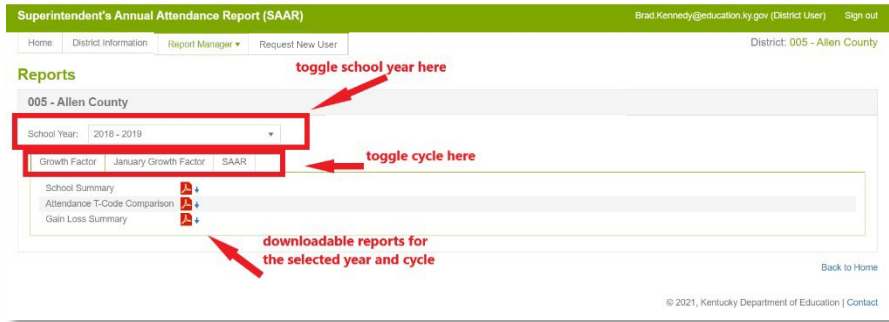 Superintendent's Annual Attendance Report (SAAR)
Brad.Kennedy@education.ky.gov (District User) Sign out
Home District Information Report Manager ▾ Request New User
District: 005 - Allen County
Reports
toggle school year here
005 - Allen County
School Year: 2018 - 2019
toggle cycle here
Growth Factor January Growth Factor SAAR
School Summary
Attendance T-Code Comparison
Gain Loss Summary
downloadable reports for
the selected year and cycle
Back to Home
© 2021, Kentucky Department of Education | Contact